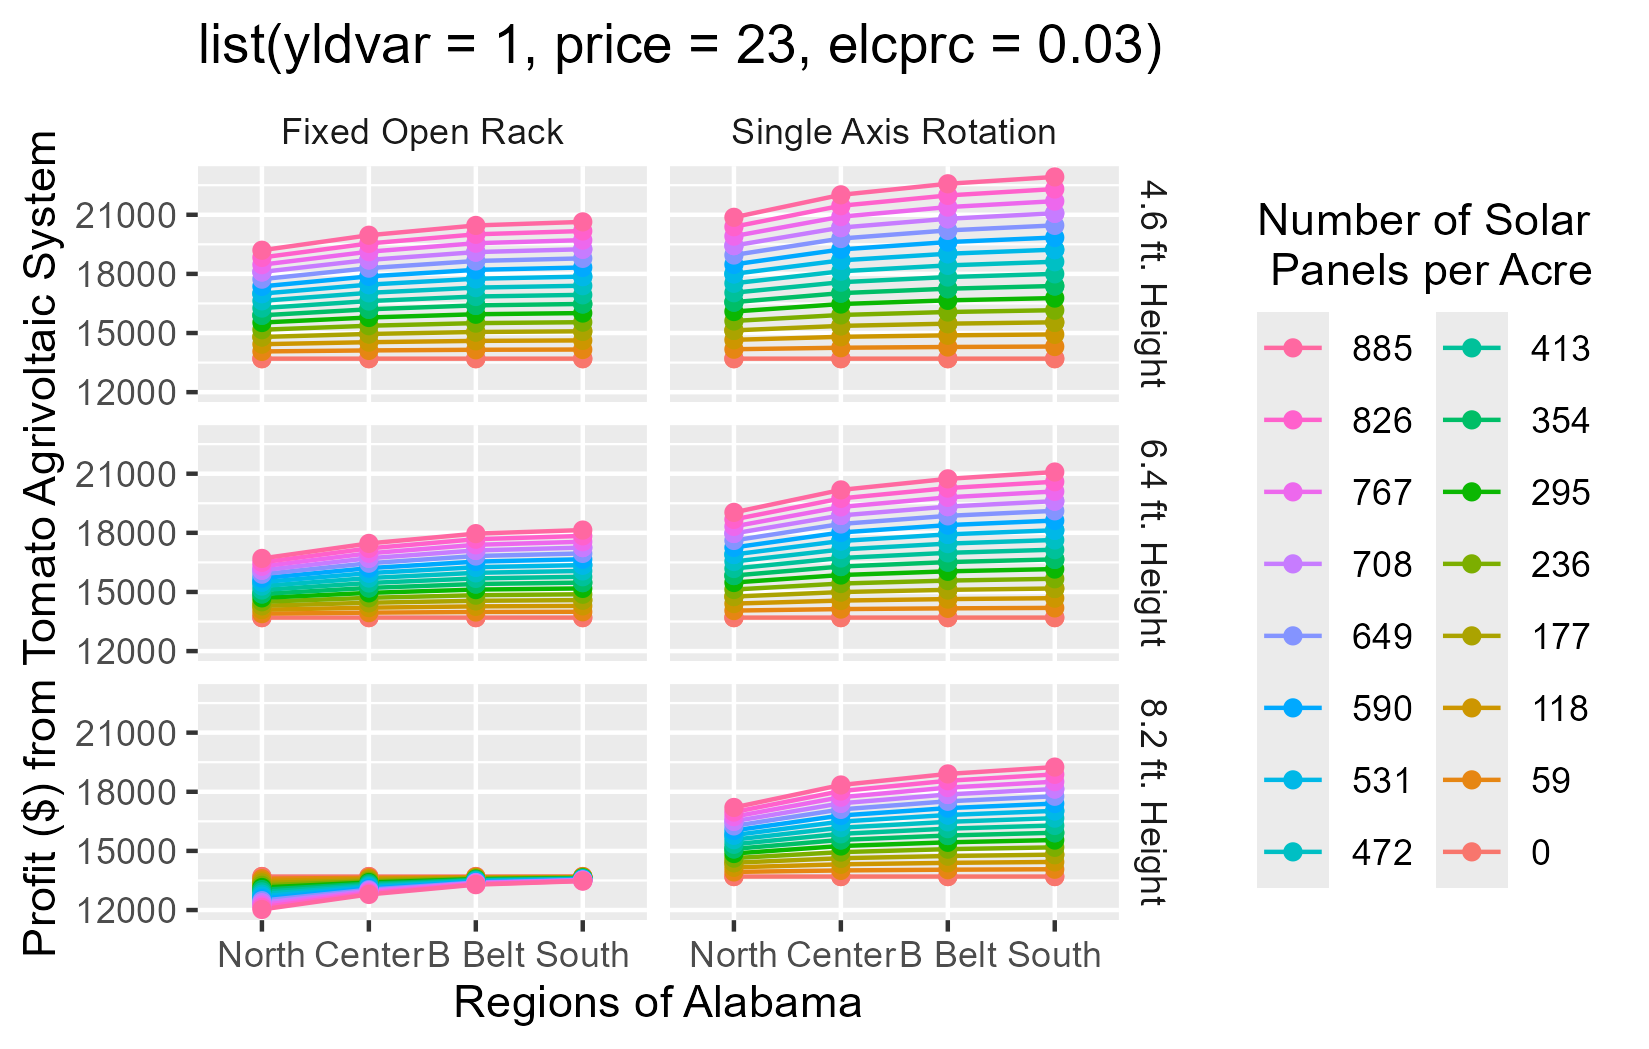 list(yldvar = 1, price = 23, elcprc = 0.03)
Fixed Open Rack
Single Axis Rotation
Profit ($) from Tomato Agrivoltaic System
21000
18000
15000
12000
4.6 ft. Height
21000
18000
15000
12000
6.4 ft. Height
21000
18000
15000
12000
8.2 ft. Height
North Center B Belt South
North Center B Belt South
Regions of Alabama
Number of Solar
Panels per Acre
885
826
767
708
649
590
531
472
413
354
295
236
177
118
59
0